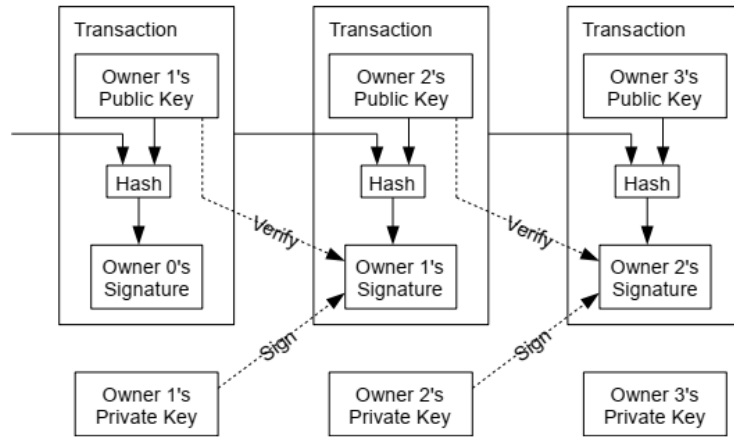 Transaction
Owner 1's
Public Key
Hash
Owner 0's
Signature
Transaction
Owner 2's
Public Key
Hash
Verify
Owner 1's
Signature
Transaction
Owner 3's
Public Key
Hash
Verify
Owner 2's
Signature
Sign
Sign
Owner 1's
Private Key
Owner 2's
Private Key
Owner 3's
Private Key